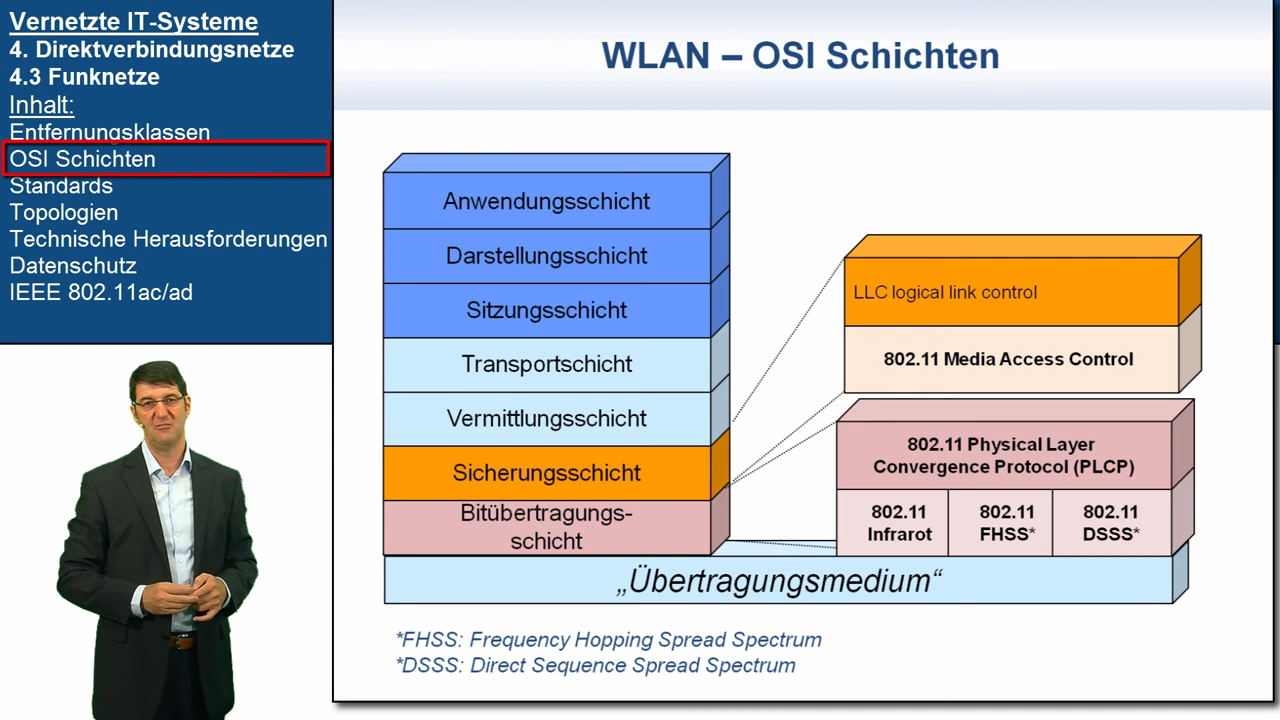 Vernetzte IT-Systeme
4. Direktverbindungsnetze
4.3 Funknetze
Inhalt:
Entfernungsklassen
OSI Schichten
Standards
Topologien
Technische Herausforderungen
Datenschutz
IEEE 802.11ac/ad
WLAN – OSI Schichten
Anwendungsschicht
Darstellungsschicht
Sitzungsschicht
Transportschicht
Vermittlungsschicht
Sicherungsschicht
Bitübertragungs-
schicht
LLC logical link control
802.11 Media Access Control
802.11 Physical Layer
Convergence Protocol (PLCP)
802.11
Infrarot
802.11
FHSS*
802.11
DSSS*
„Übertragungsmedium“
*FHSS: Frequency Hopping Spread Spectrum
*DSSS: Direct Sequence Spread Spectrum